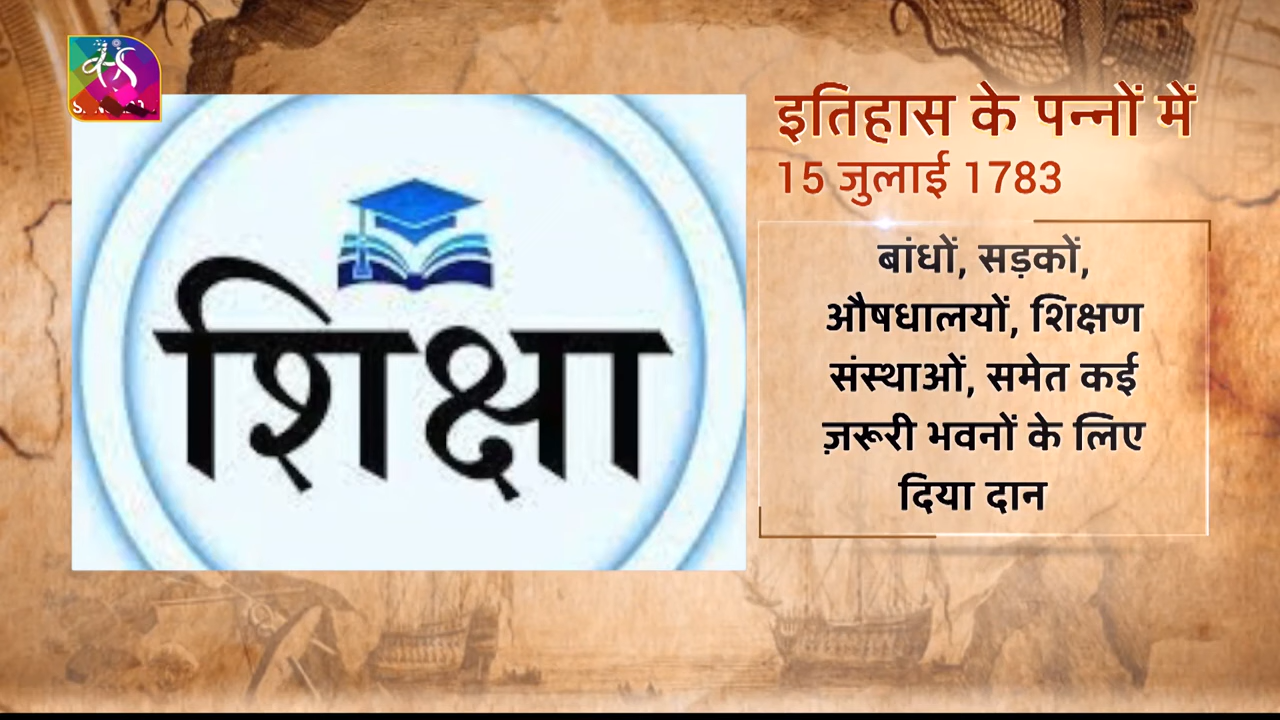 इतिहास के पन्नों में
15 जुलाई 1783
शिक्षा
बांधों, सड़कों,
औषधालयों, शिक्षण
संस्थाओं, समेत कई
ज़रूरी भवनों के लिए
दिया दान